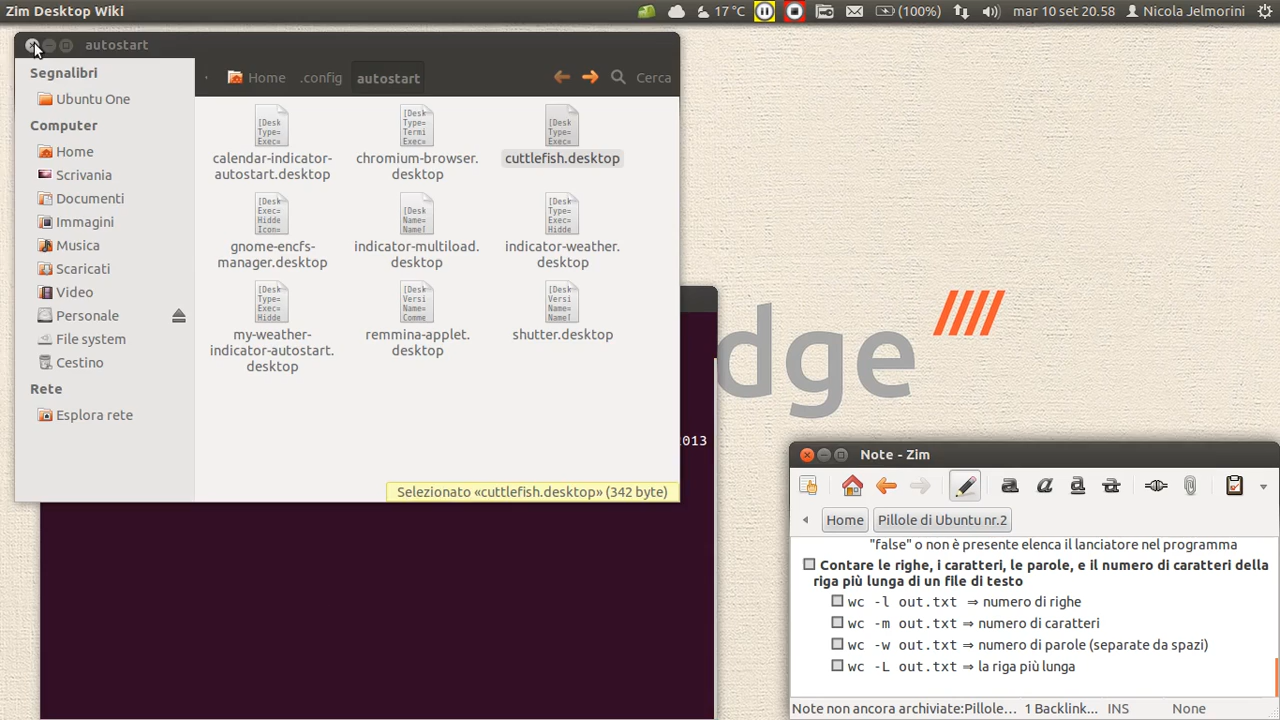 Zim Desktop Wiki
17 °C
(100%)
mar 10 set 20.58
Nicola Jelmorini
autostart
Segnalibri
Ubuntu One
Computer
Home
Scrivania
Documenti
Immagini
Musica
Scaricati
Video
Personale
File system
Cestino
Rete
Esplora rete
Home
.config
autostart
Cerca
calendar-indicator-
autostart.desktop
chromium-browser.
desktop
cuttlefish.desktop
gnome-encfs-
manager.desktop
indicator-multiload.
desktop
indicator-weather.
desktop
my-weather-
indicator-autostart.
desktop
remmina-applet.
desktop
shutter.desktop
Selezionato «cuttlefish.desktop» (342 byte)
dge
2013
Note - Zim
Home
Pillole di Ubuntu nr.2
"false" o non è presente elenca il lanciatore nel programma
Contare le righe, i caratteri, le parole, e il numero di caratteri della
riga più lunga di un file di testo
wc -l out.txt ⇒ numero di righe
wc -m out.txt ⇒ numero di caratteri
wc -w out.txt ⇒ numero di parole (separate da spazi)
wc -L out.txt ⇒ la riga più lunga
Note non ancora archiviate:Pillole…
1 Backlink...
INS
None